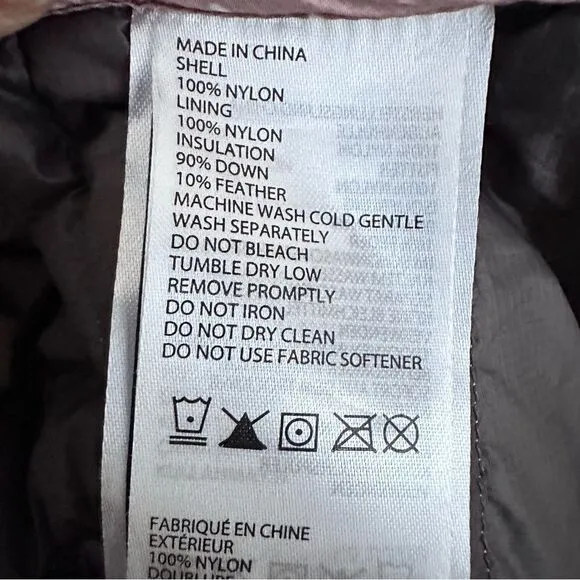 MADE IN CHINA
SHELL
100% NYLON
LINING
100% NYLON
INSULATION
90% DOWN
10% FEATHER
MACHINE WASH COLD GENTLE
WASH SEPARATELY
DO NOT BLEACH
TUMBLE DRY LOW
REMOVE PROMPTLY
DO NOT IRON
DO NOT DRY CLEAN
DO NOT USE FABRIC SOFTENER
FABRIQUÉ EN CHINE
EXTÉRIEUR
100% NYLON
DOUBLURE